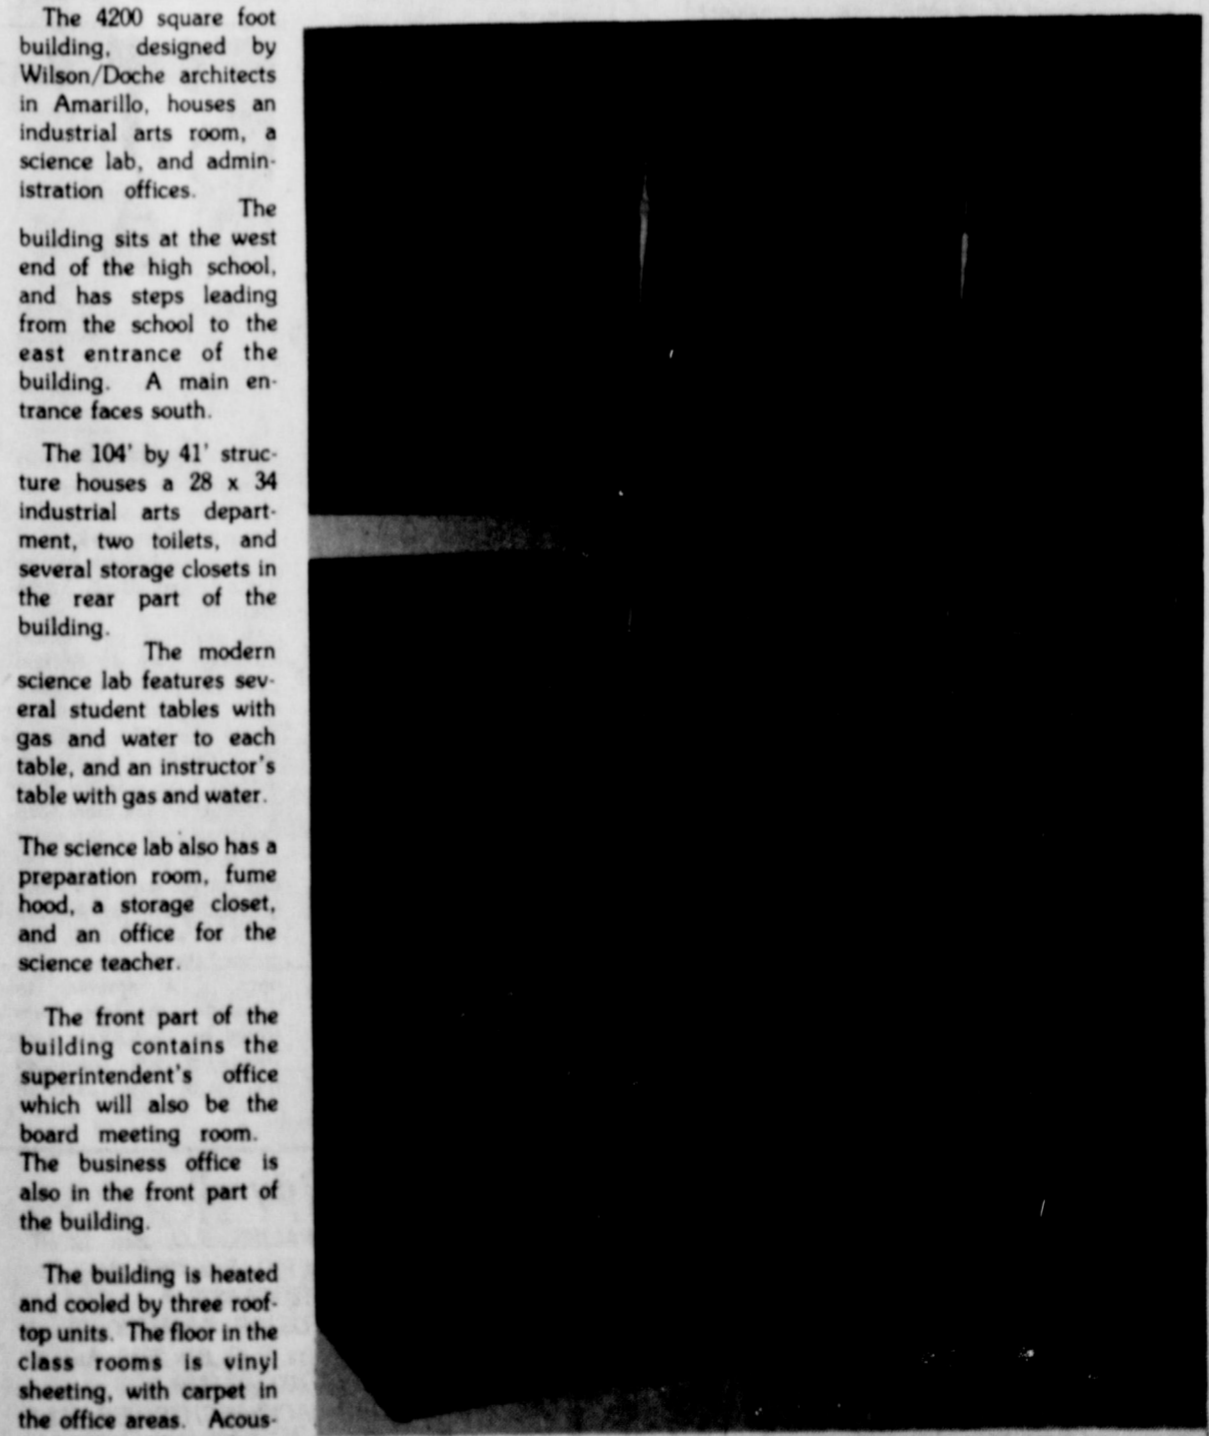 The 4200 square foot
building, designed by
Wilson/Doche architects
in Amarillo, houses an
industrial arts room, a
science lab, and admin-
istration offices.
The
building sits at the west
end of the high school,
and has steps leading
from the school to the
east entrance of the
building. A main en-
trance faces south.
The 104' by 41' struc-
ture houses a 28 x 34
industrial arts depart-
ment, two toilets, and
several storage closets in
the rear part of the
building.
The modern
science lab features sev-
eral student tables with
gas and water to each
table, and an instructor's
table with gas and water.
The science lab also has a
preparation room, fume
hood, a storage closet,
and an office for the
science teacher.
The front part of the
building contains the
superintendent's office
which will also be the
board meeting room.
The business office is
also in the front part of
the building.
The building is heated
and cooled by three roof-
top units. The floor in the
class rooms is vinyl
sheeting, with carpet in
the office areas. Acous-